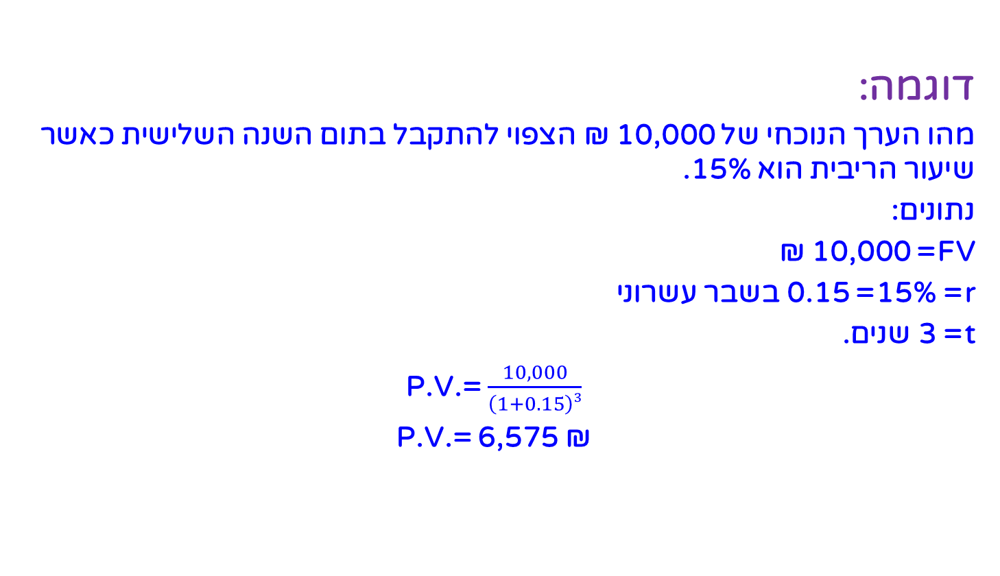 דוגמה:
מהו הערך הנוכחי של 10,000 ₪ הצפוי להתקבל בתום השנה השלישית כאשר
שיעור הריבית הוא 15%.
נתונים:
FV= 10,000 ₪
r= 15%= 0.15 בשבר עשרוני
t= 3 שנים.
P.V.= \frac{10,000}{(1+0.15)^3}
P.V.= 6,575 ₪